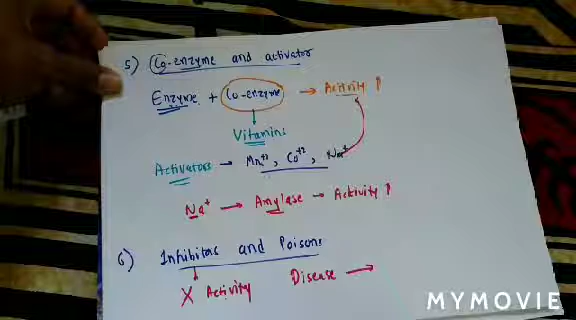 5) Co-enzyme and activator
Enzyme + Co-enzyme → Activity ↑
Vitamins
Activators → Mn+2, Co+2, Na+
Na+ → Amylase → Activity ↑
6) Inhibitors and Poisons
X Activity Disease →
MYMOVIE